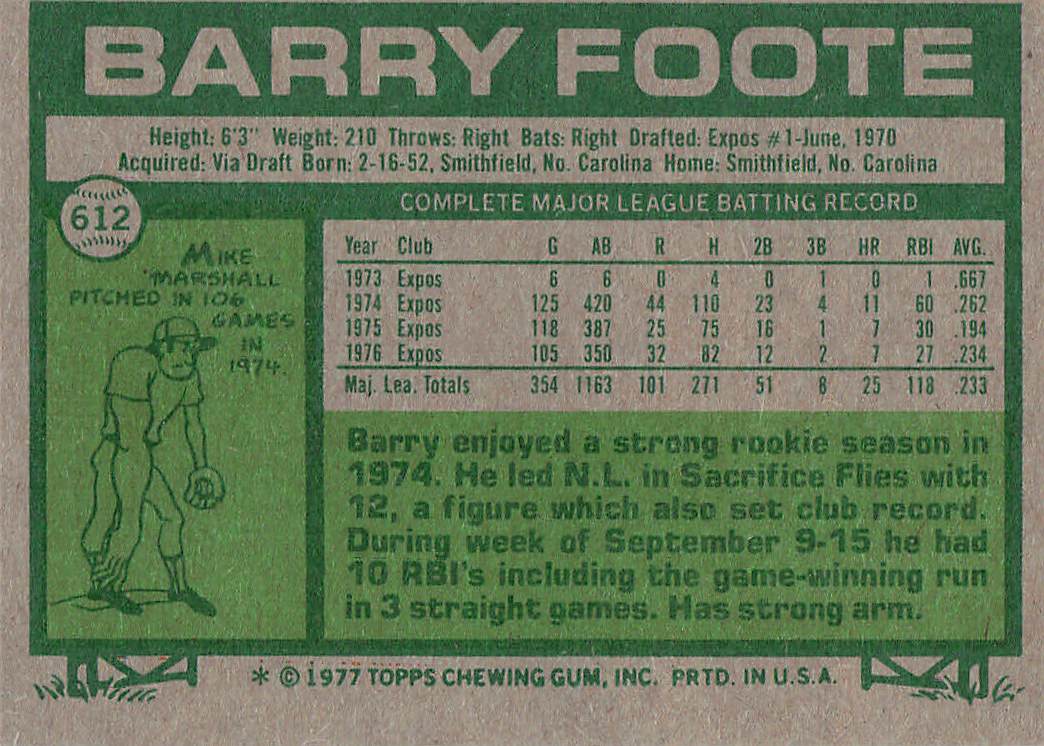 BARRY FOOTE
Height: 6'3" Weight: 210 Throws: Right Bats: Right Drafted: Expos #1-June, 1970
Acquired: Via Draft Born: 2-16-52, Smithfield, No. Carolina Home: Smithfield, No. Carolina
612
MIKE
MARSHALL
PITCHED IN 106
GAMES
IN
1974.
COMPLETE MAJOR LEAGUE BATTING RECORD
Year Club G AB R H 2B 3B HR RBI AVG.
1973 Expos 6 6 0 4 0 1 0 1 .667
1974 Expos 125 420 44 110 23 4 11 60 .262
1975 Expos 118 387 25 75 16 1 7 30 .194
1976 Expos 105 350 32 82 12 2 7 27 .234
Maj. Lea. Totals 354 1163 101 271 51 8 25 118 .233
Barry enjoyed a strong rookie season in
1974. He led N.L. in Sacrifice Flies with
12, a figure which also set club record.
During week of September 9-15 he had
10 RBI's including the game-winning run
in 3 straight games. Has strong arm.
* © 1977 TOPPS CHEWING GUM, INC. PRTD. IN U.S.A.